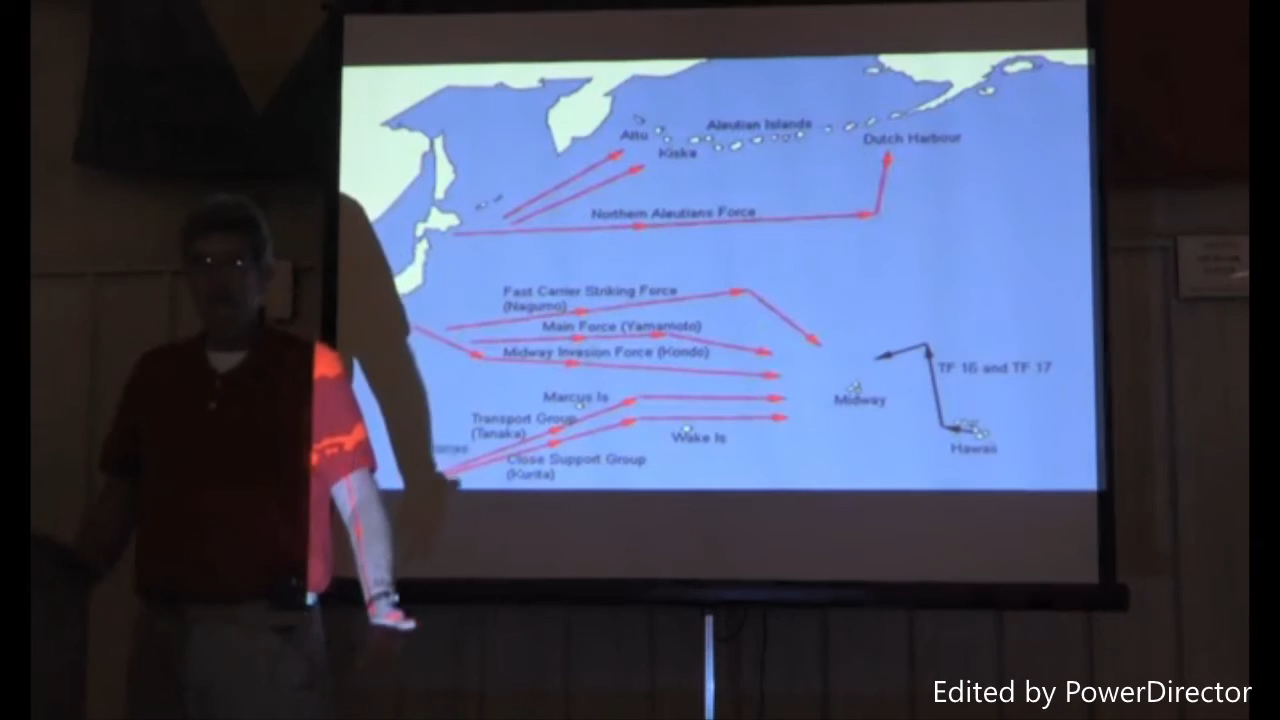 Aleutian Islands
Attu
Dutch Harbour
Kiska
Northern Aleutians Force
Fast Carrier Striking Force
(Nagumo)
Main Force (Yamamoto)
Midway Invasion Force (Kondo)
TF 16 and TF 17
Marcus Is
Midway
Transport Group
(Tanaka)
Wake Is
Hawaii
Close Support Group
(Kurita)
Edited by PowerDirector